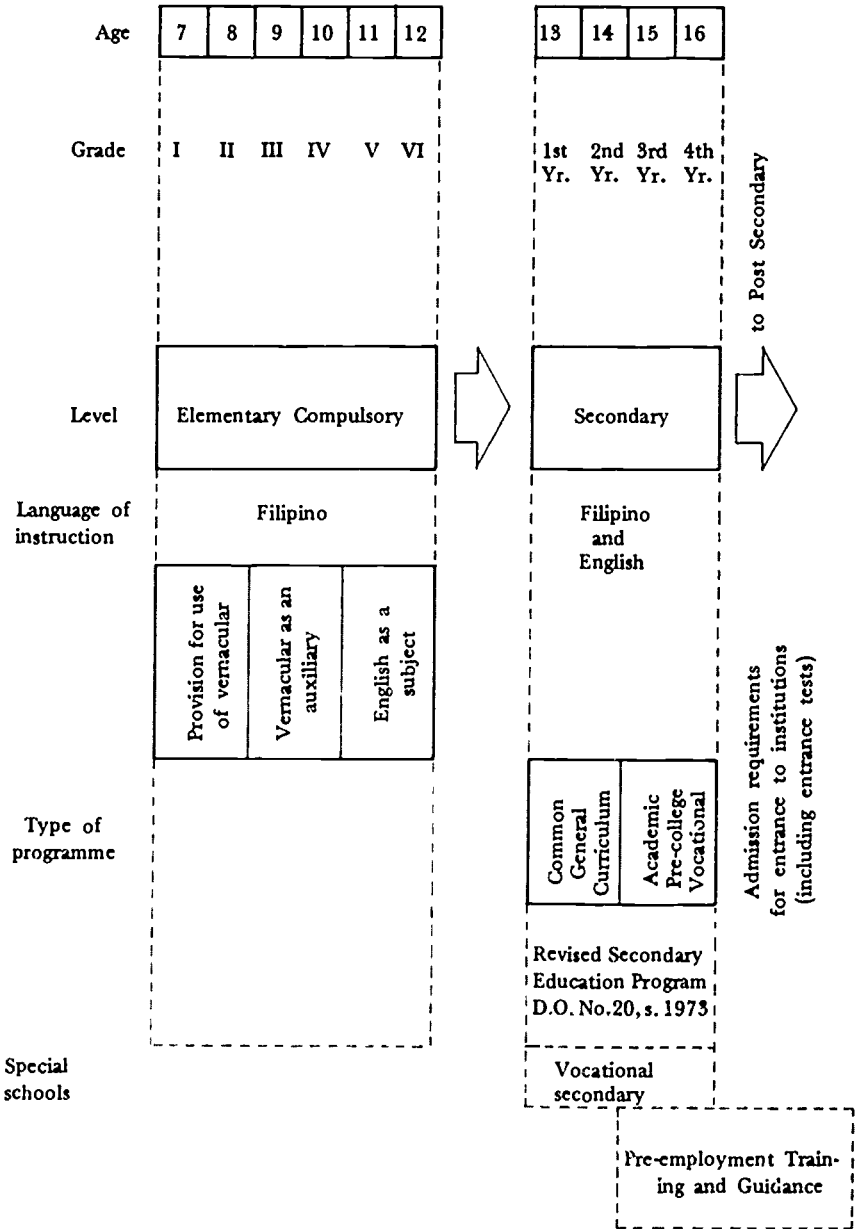 Age 7 8 9 10 11 12 13 14 15 16
Grade I II III IV V VI 1st 2nd 3rd 4th
Yr. Yr. Yr. Yr.
to Post Secondary
Level Elementary Compulsory Secondary
Language of
instruction
Filipino
Filipino
and
English
Provision for use
of vernacular
Vernacular as an
auxiliary
English as a
subject
Type of
programme
Common
General
Curriculum
Academic
Pre-college
Vocational
Admission requirements
for entrance to institutions
(including entrance tests)
Revised Secondary
Education Program
D.O. No.20, s. 1973
Special
schools
Vocational
secondary
Pre-employment Train-
ing and Guidance